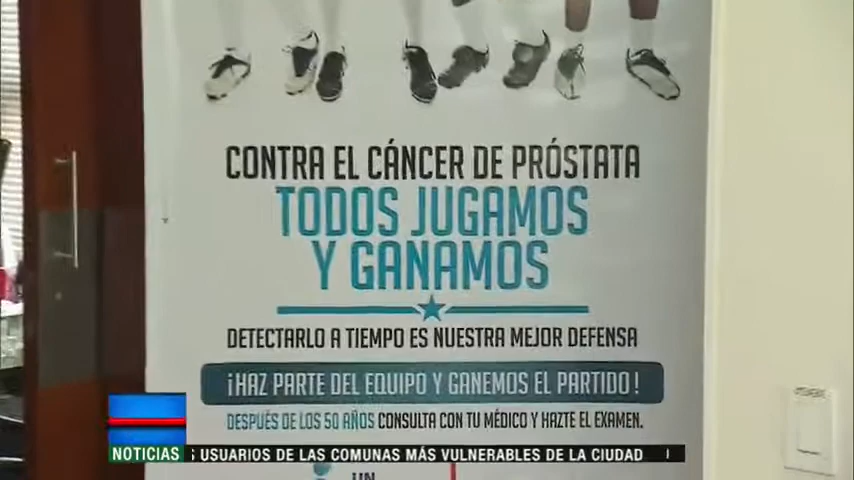 CONTRA EL CÁNCER DE PRÓSTATA
TODOS JUGAMOS
Y GANAMOS
DETECTARLO A TIEMPO ES NUESTRA MEJOR DEFENSA
¡HAZ PARTE DEL EQUIPO Y GANEMOS EL PARTIDO!
DESPUÉS DE LOS 50 AÑOS CONSULTA CON TU MÉDICO Y HAZTE EL EXAMEN.
NOTICIAS
USUARIOS DE LAS COMUNAS MÁS VULNERABLES DE LA CIUDAD
UN